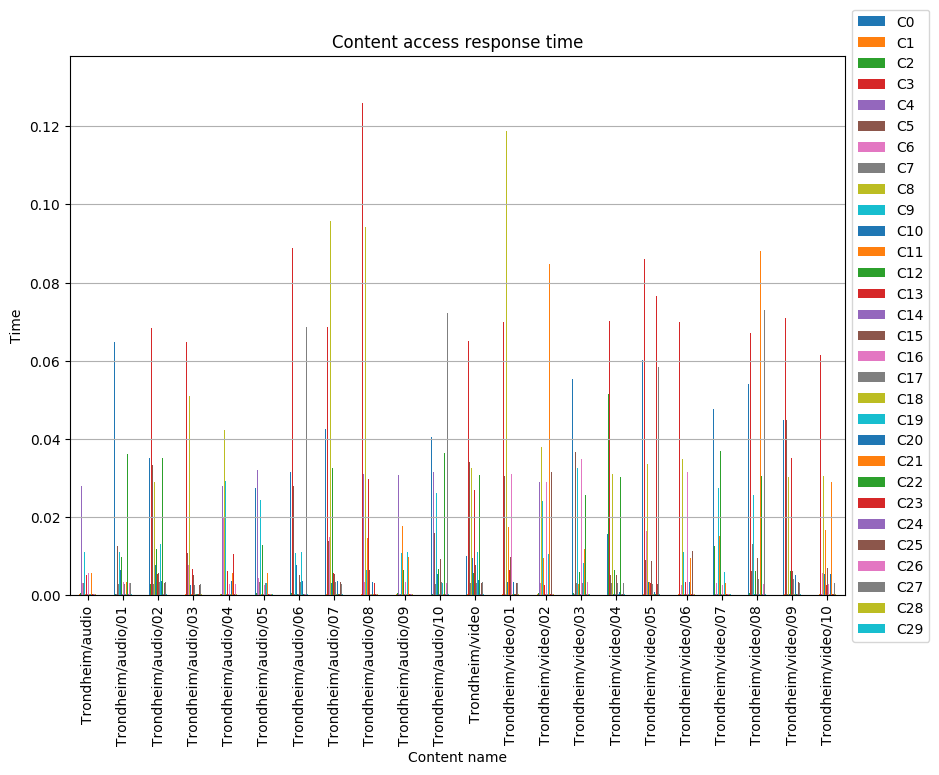 Content access response time
Time
0.12
0.10
0.08
0.06
0.04
0.02
0.00
Trondheim/audio
Trondheim/audio/01
Trondheim/audio/02
Trondheim/audio/03
Trondheim/audio/04
Trondheim/audio/05
Trondheim/audio/06
Trondheim/audio/07
Trondheim/audio/08
Trondheim/audio/09
Trondheim/audio/10
Trondheim/video
Trondheim/video/01
Trondheim/video/02
Trondheim/video/03
Trondheim/video/04
Trondheim/video/05
Trondheim/video/06
Trondheim/video/07
Trondheim/video/08
Trondheim/video/09
Trondheim/video/10
Content name
C0
C1
C2
C3
C4
C5
C6
C7
C8
C9
C10
C11
C12
C13
C14
C15
C16
C17
C18
C19
C20
C21
C22
C23
C24
C25
C26
C27
C28
C29